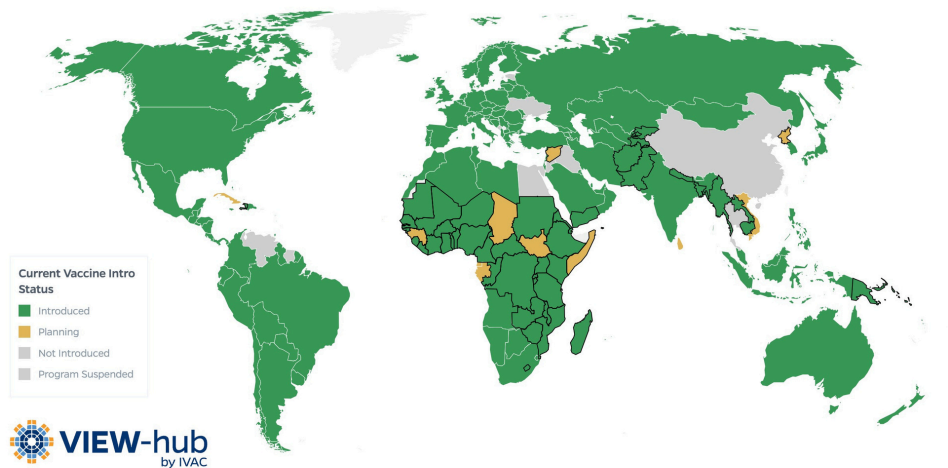 Current Vaccine Intro
Status
Introduced
Planning
Not Introduced
Program Suspended
VIEW-hub
by IVAC